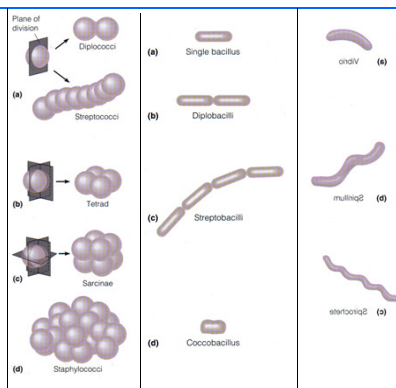 Plane of
division
Diplococci
(a)
Streptococci
(b)
Tetrad
(c)
Sarcinae
(d)
Staphylococci
(a)
Single bacillus
(b)
Diplobacilli
(c)
Streptobacilli
(d)
Coccobacillus
(a)
Vibrio
(b)
Spirillum
(c)
Spirochete